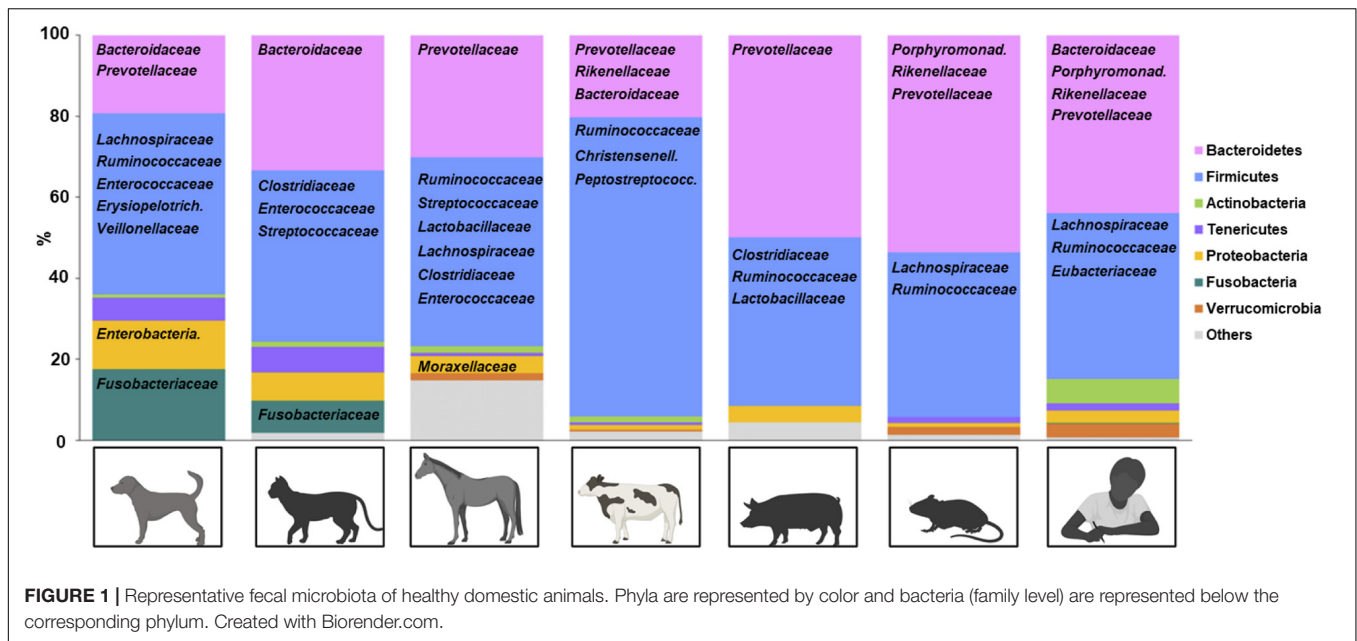 100
80
60
40
20
0
%
Bacteroidaceae
Prevotellaceae
Lachnospiraceae
Ruminococcaceae
Enterococcaceae
Erysiopelotrich.
Veillonellaceae
Enterobacteria.
Fusobacteriaceae
Bacteroidaceae
Clostridiaceae
Enterococcaceae
Streptococcaceae
Fusobacteriaceae
Prevotellaceae
Ruminococcaceae
Streptococcaceae
Lactobacillaceae
Lachnospiraceae
Clostridiaceae
Enterococcaceae
Moraxellaceae
Prevotellaceae
Rikenellaceae
Bacteroidaceae
Ruminococcaceae
Christensenell.
Peptostreptococc.
Prevotellaceae
Clostridiaceae
Ruminococcaceae
Lactobacillaceae
Porphyromonad.
Rikenellaceae
Prevotellaceae
Lachnospiraceae
Ruminococcaceae
Bacteroidaceae
Porphyromonad.
Rikenellaceae
Prevotellaceae
Lachnospiraceae
Ruminococcaceae
Eubacteriaceae
Bacteroidetes
Firmicutes
Actinobacteria
Tenericutes
Proteobacteria
Fusobacteria
Verrucomicrobia
Others
FIGURE 1 | Representative fecal microbiota of healthy domestic animals. Phyla are represented by color and bacteria (family level) are represented below the
corresponding phylum. Created with Biorender.com.